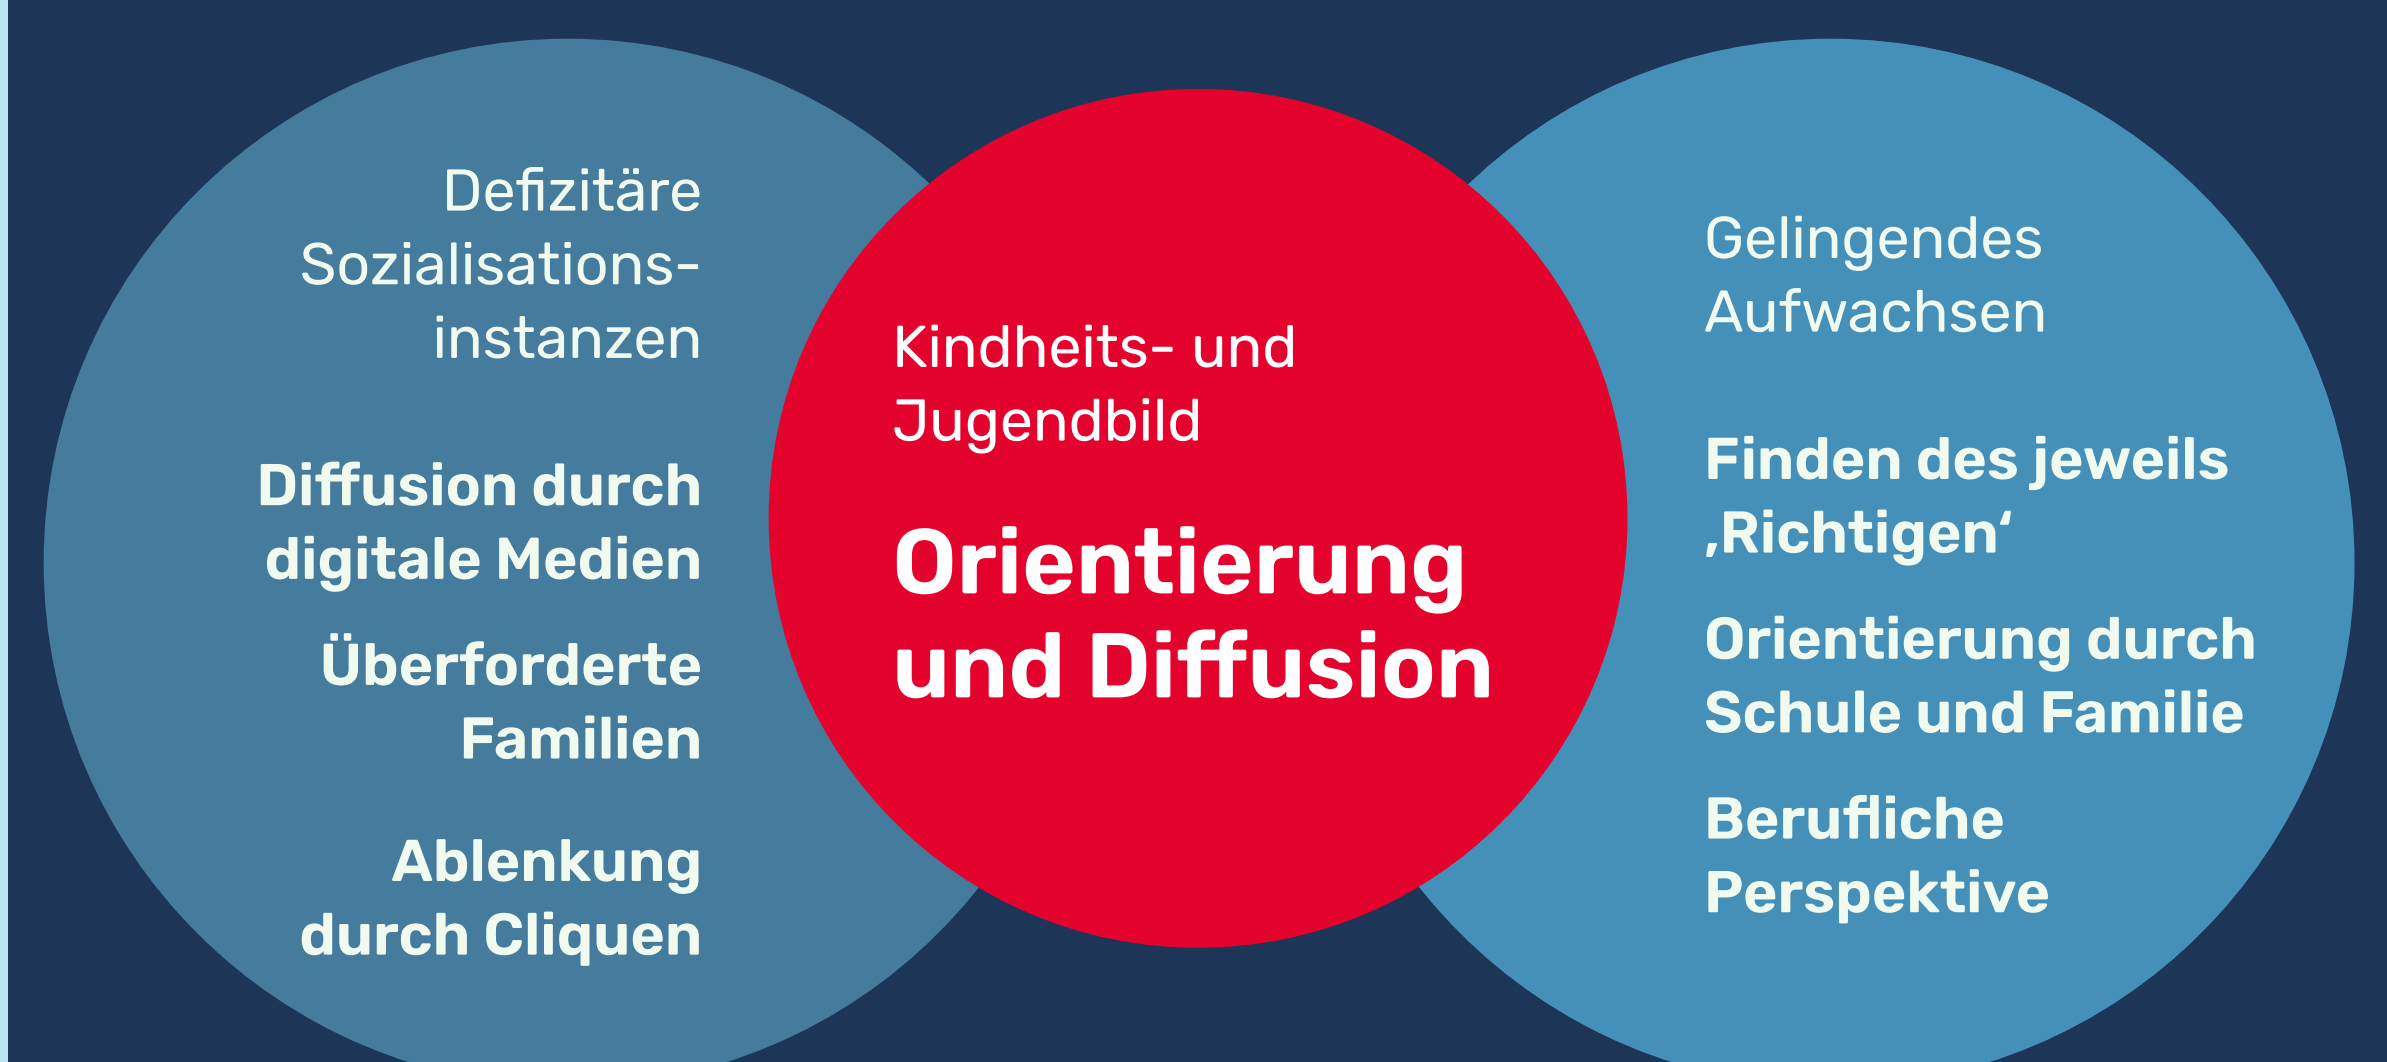 Defizitäre
Sozialisations-
instanzen
Diffusion durch
digitale Medien
Überforderte
Familien
Ablenkung
durch Cliquen
Kindheits- und
Jugendbild
Orientierung
und Diffusion
Gelingendes
Aufwachsen
Finden des jeweils
‚Richtigen‘
Orientierung durch
Schule und Familie
Berufliche
Perspektive